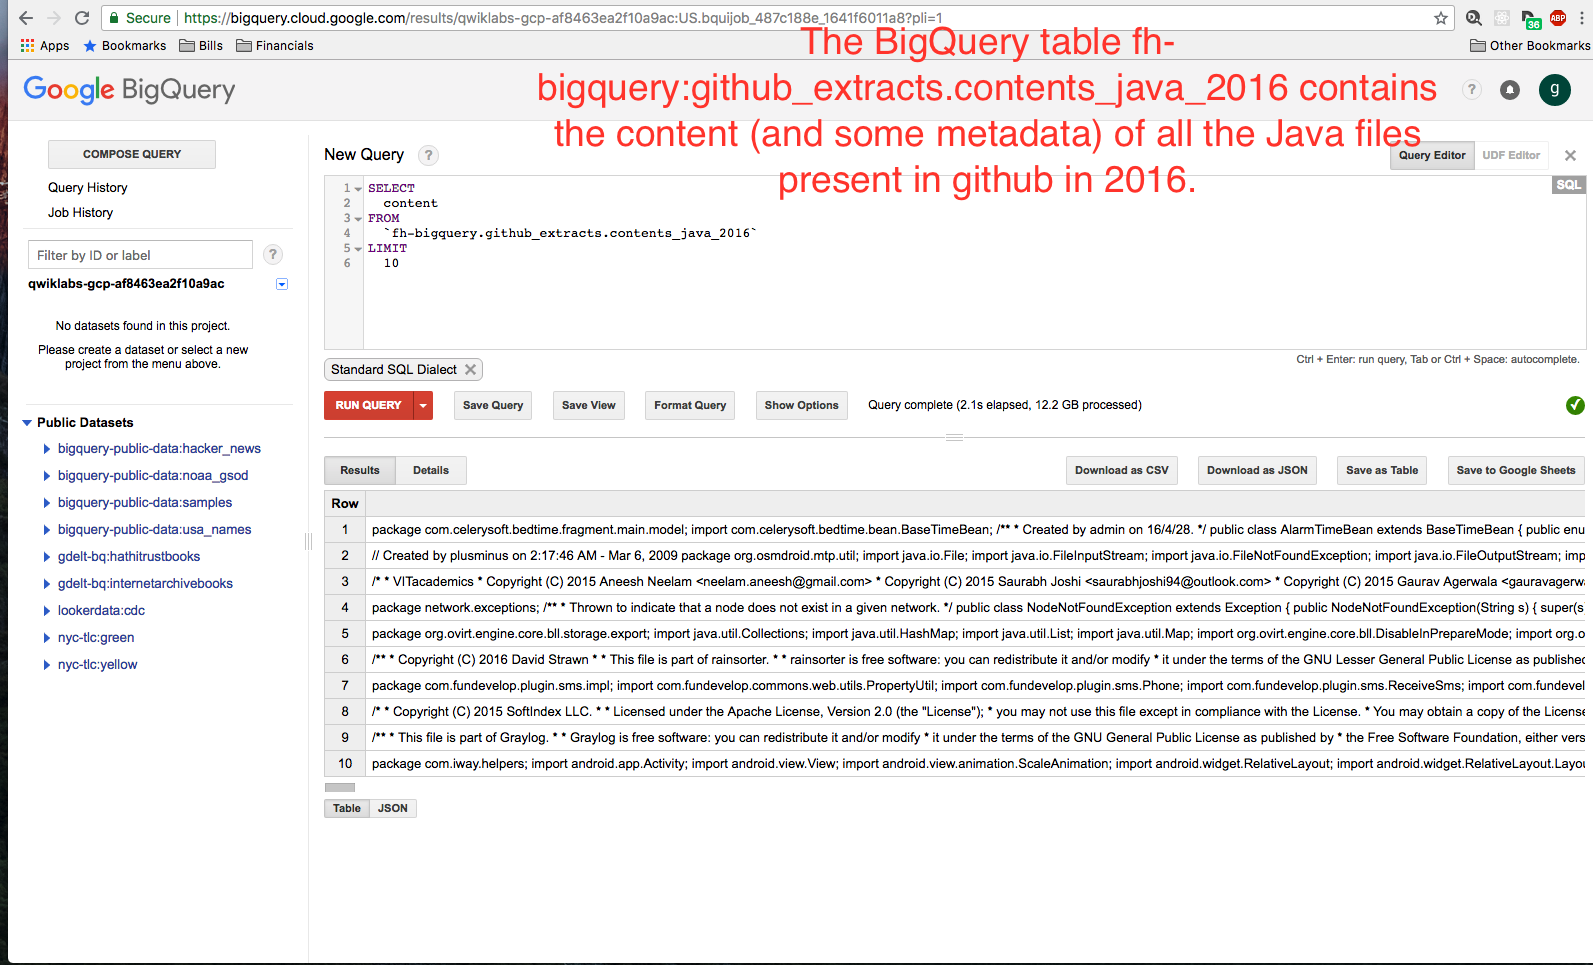 Secure https://bigquery.cloud.google.com/results/qwiklabs-gcp-af8463ea2f10a9ac:US.bquijob_487c188e_1641f6011a8?pli=1
36
ABP
Apps Bookmarks Bills Financials
Other Bookmarks
The BigQuery table fh-
bigquery:github_extracts.contents_java_2016 contains
the content (and some metadata) of all the Java files
present in github in 2016.
Google BigQuery
? g
COMPOSE QUERY
Query History
Job History
Filter by ID or label ?
qwiklabs-gcp-af8463ea2f10a9ac
No datasets found in this project.
Please create a dataset or select a new
project from the menu above.
Public Datasets
bigquery-public-data:hacker_news
bigquery-public-data:noaa_gsod
bigquery-public-data:samples
bigquery-public-data:usa_names
gdelt-bq:hathitrustbooks
gdelt-bq:internetarchivebooks
lookerdata:cdc
nyc-tlc:green
nyc-tlc:yellow
New Query ?
Query Editor UDF Editor
SQL
1 SELECT
2 content
3 FROM
4 `fh-bigquery.github_extracts.contents_java_2016`
5 LIMIT
6 10
Ctrl + Enter: run query, Tab or Ctrl + Space: autocomplete.
Standard SQL Dialect
RUN QUERY Save Query Save View Format Query Show Options Query complete (2.1s elapsed, 12.2 GB processed)
Results Details Download as CSV Download as JSON Save as Table Save to Google Sheets
Row
1 package com.celerysoft.bedtime.fragment.main.model; import com.celerysoft.bedtime.bean.BaseTimeBean; /** * Created by admin on 16/4/28. */ public class AlarmTimeBean extends BaseTimeBean { public enu
2 // Created by plusminus on 2:17:46 AM - Mar 6, 2009 package org.osmdroid.mtp.util; import java.io.File; import java.io.FileInputStream; import java.io.FileNotFoundException; import java.io.FileOutputStream; imp
3 /* * VITacademics * Copyright (C) 2015 Aneesh Neelam <neelam.aneesh@gmail.com> * Copyright (C) 2015 Saurabh Joshi <saurabhjoshi94@outlook.com> * Copyright (C) 2015 Gaurav Agerwala <gauravagerwa
4 package network.exceptions; /** * Thrown to indicate that a node does not exist in a given network. */ public class NodeNotFoundException extends Exception { public NodeNotFoundException(String s) { super(s
5 package org.ovirt.engine.core.bll.storage.export; import java.util.Collections; import java.util.HashMap; import java.util.List; import java.util.Map; import org.ovirt.engine.core.bll.DisableInPrepareMode; import org.o
6 /** * Copyright (C) 2016 David Strawn * * This file is part of rainsorter. * * rainsorter is free software: you can redistribute it and/or modify * it under the terms of the GNU Lesser General Public License as published
7 package com.fundevelop.plugin.sms.impl; import com.fundevelop.commons.web.utils.PropertyUtil; import com.fundevelop.plugin.sms.Phone; import com.fundevelop.plugin.sms.ReceiveSms; import com.fundevel
8 /* * Copyright (C) 2015 SoftIndex LLC. * * Licensed under the Apache License, Version 2.0 (the "License"); * you may not use this file except in compliance with the License. * You may obtain a copy of the License
9 /** * This file is part of Graylog. * * Graylog is free software: you can redistribute it and/or modify * it under the terms of the GNU General Public License as published by * the Free Software Foundation, either vers
10 package com.iway.helpers; import android.app.Activity; import android.view.View; import android.view.animation.ScaleAnimation; import android.widget.RelativeLayout; import android.widget.RelativeLayout.Layou
Table JSON